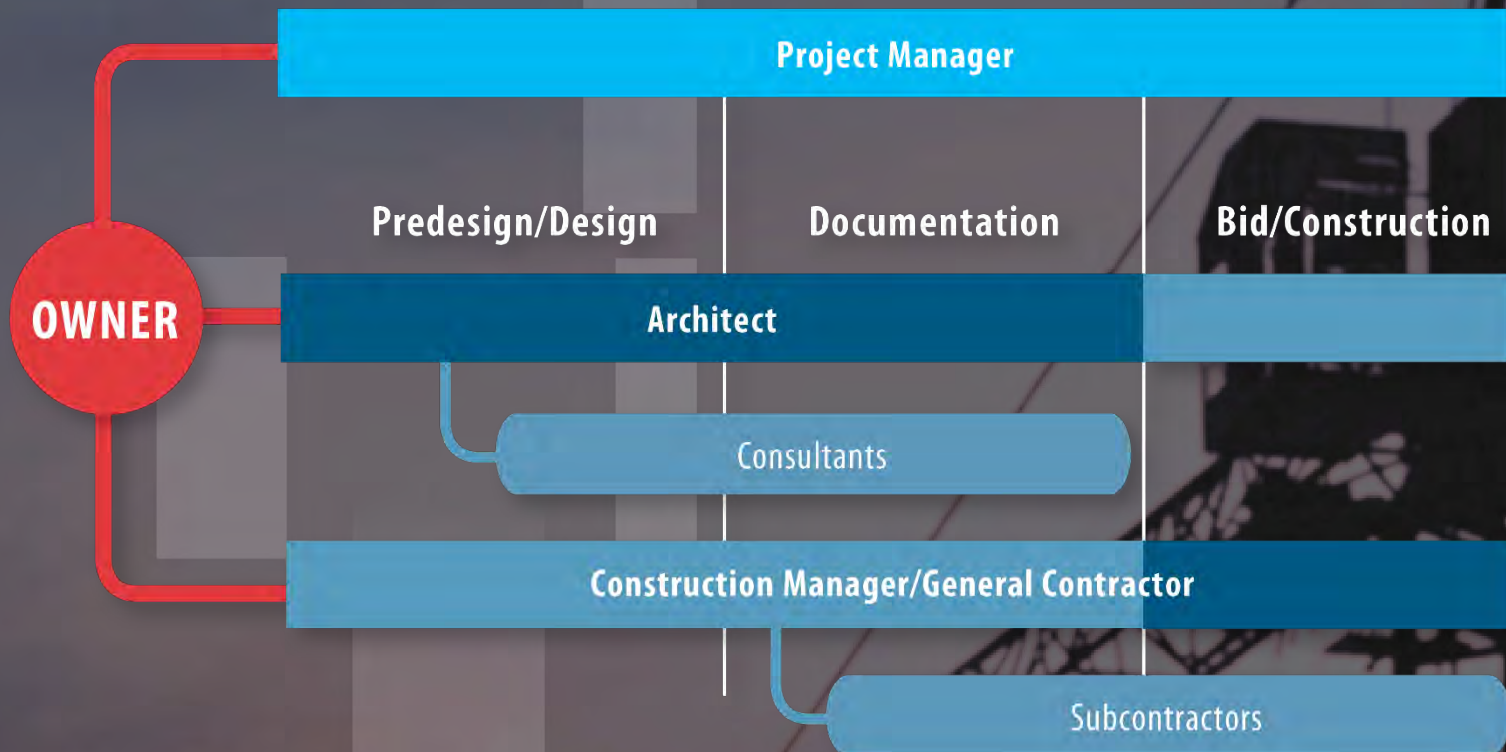 Project Manager
Predesign/Design
Documentation
Bid/Construction
OWNER
Architect
Consultants
Construction Manager/General Contractor
Subcontractors